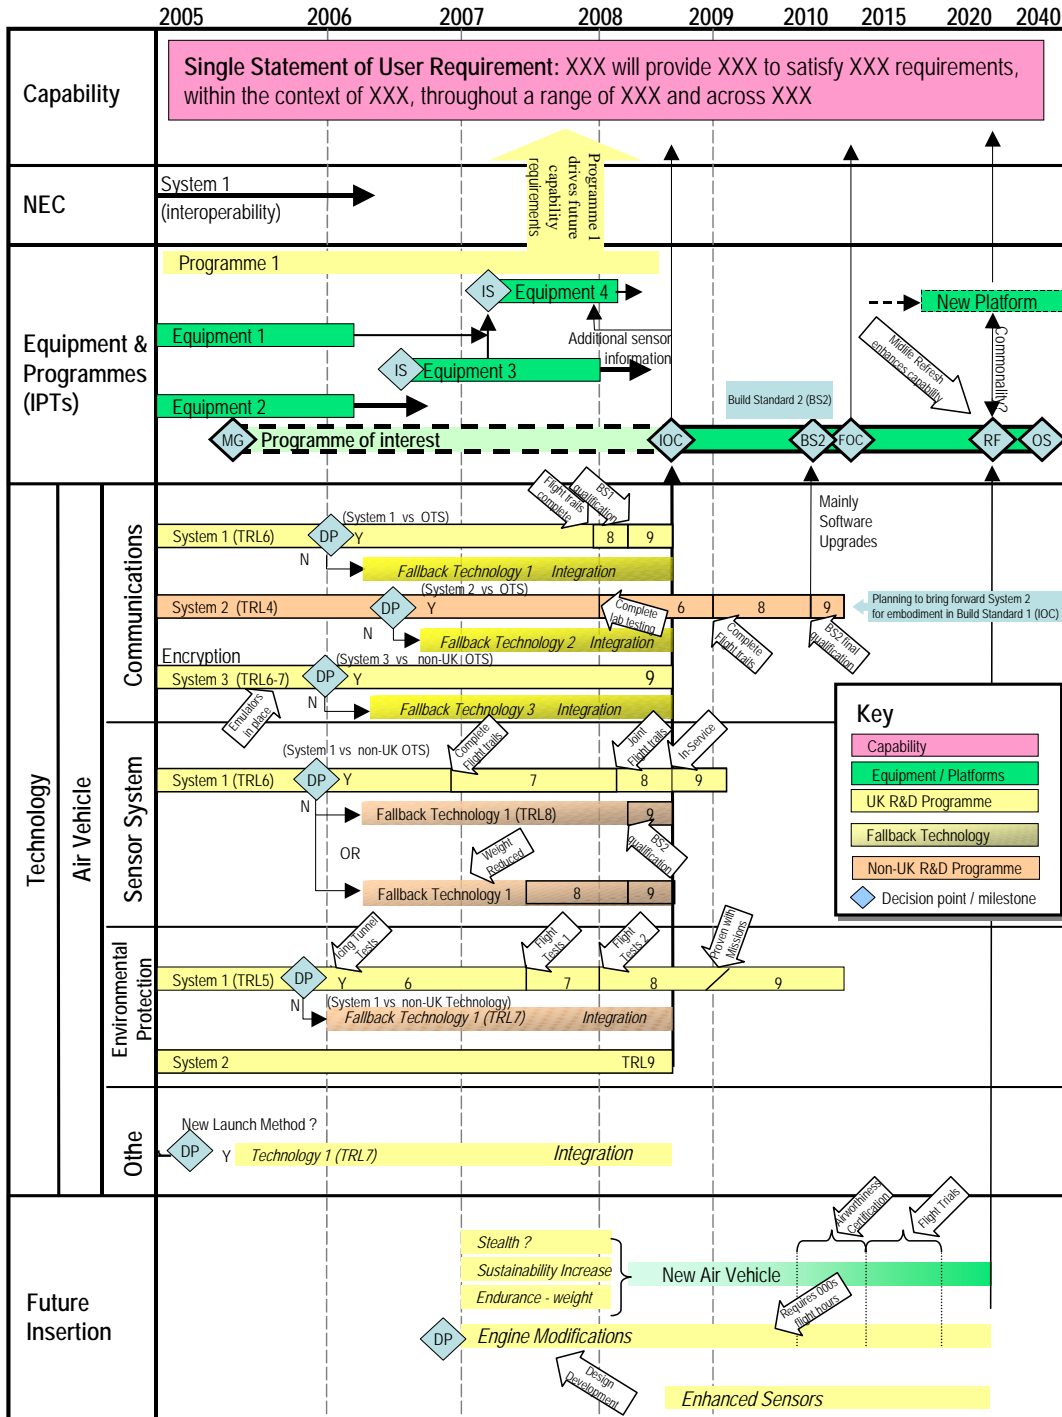 2005 2006 2007 2008 2009 2010 2015 2020 2040
Capability
Single Statement of User Requirement: XXX will provide XXX to satisfy XXX requirements,
within the context of XXX, throughout a range of XXX and across XXX
Programme 1
drives future
capability
requirements
NEC
System 1
(interoperability)
Equipment &
Programmes
(IPTs)
Programme 1
IS
Equipment 4
New Platform
Equipment 1
Additional sensor
information
IS
Equipment 3
Midlife Refresh
enhances capability
Commonality?
Equipment 2
Build Standard 2 (BS2)
MG
Programme of interest
IOC
BS2
FOC
RF
OS
Technology
Air Vehicle
Communications
Flight trails
complete
BS1
qualification
Mainly
Software
Upgrades
(System 1 vs OTS)
System 1 (TRL6)
DP
Y
8
9
N
Fallback Technology 1 Integration
(System 2 vs OTS)
System 2 (TRL4)
DP
Y
6
8
9
Planning to bring forward System 2
for embodiment in Build Standard 1 (IOC)
Complete
lab testing
N
Fallback Technology 2 Integration
Complete
Flight trails
BS2 final
qualification
Encryption
(System 3 vs non-UK OTS)
System 3 (TRL6-7)
DP
Y
9
N
Fallback Technology 3 Integration
Emulators
in place
Key
Capability
Equipment / Platforms
UK R&D Programme
Fallback Technology
Non-UK R&D Programme
Decision point / milestone
Sensor System
(System 1 vs non-UK OTS)
Complete
Flight trails
Joint
Flight trails
In-Service
System 1 (TRL6)
DP
Y
7
8
9
N
Fallback Technology 1 (TRL8)
9
OR
Weight
Reduced
BS2
qualification
Fallback Technology 1
8
9
Environmental
Protection
Icing Tunnel
Tests
Flight
Tests 1
Flight
Tests 2
Proven with
Missions
System 1 (TRL5)
DP
Y
6
7
8
9
N
(System 1 vs non-UK Technology)
Fallback Technology 1 (TRL7) Integration
System 2
TRL9
Othe
New Launch Method ?
DP
Y
Technology 1 (TRL7)
Integration
Future
Insertion
Airworthiness
Certification
Flight Trials
Stealth ?
Sustainability Increase
Endurance - weight
New Air Vehicle
Requires 000s
flight hours
DP
Engine Modifications
Design
Development
Enhanced Sensors